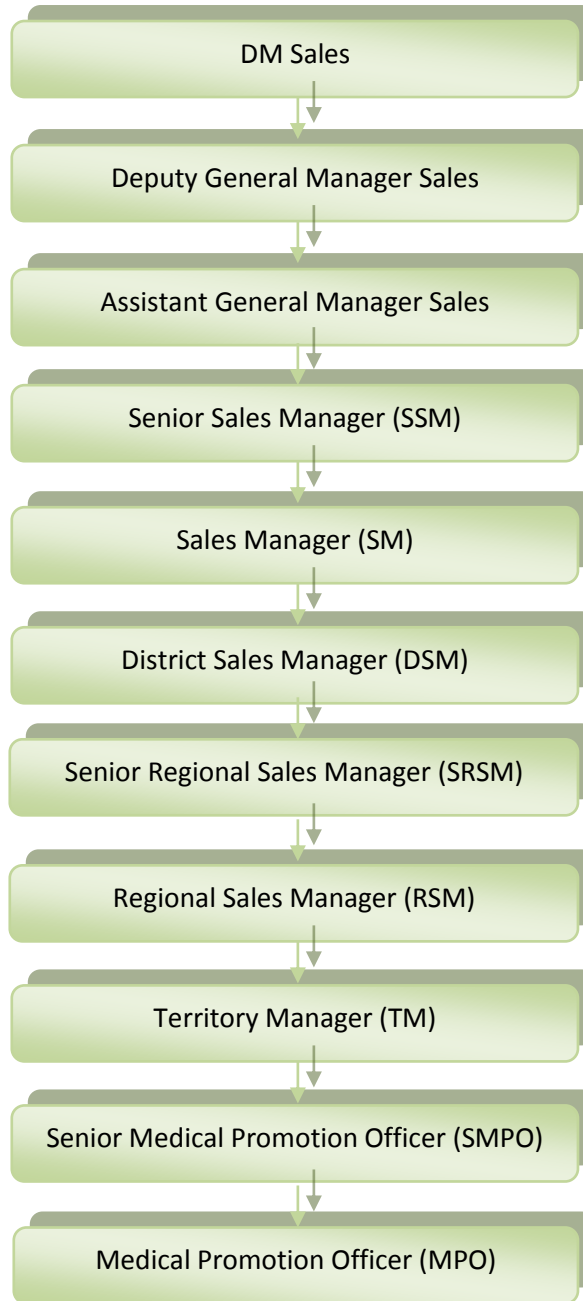 DM Sales
Deputy General Manager Sales
Assistant General Manager Sales
Senior Sales Manager (SSM)
Sales Manager (SM)
District Sales Manager (DSM)
Senior Regional Sales Manager (SRSM)
Regional Sales Manager (RSM)
Territory Manager (TM)
Senior Medical Promotion Officer (SMPO)
Medical Promotion Officer (MPO)